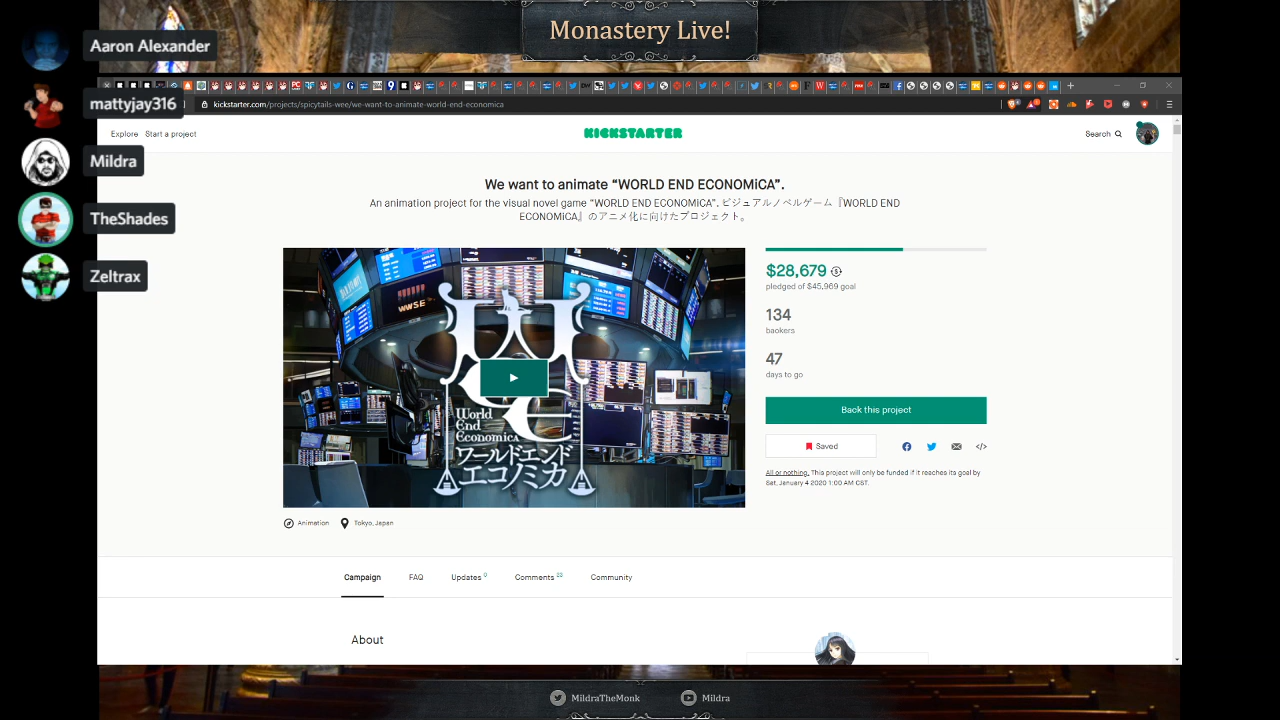 Monastery Live!
Aaron Alexander
mattyjay316
Mildra
TheShades
Zeltrax
kickstarter.com/projects/spicytails-wee/we-want-to-animate-world-end-economica
Explore Start a project
KICKSTARTER
Search
We want to animate “WORLD END ECONOMiCA”.
An animation project for the visual novel game “WORLD END ECONOMiCA”. ビジュアルノベルゲーム『WORLD END
ECONOMiCA』のアニメ化に向けたプロジェクト。
WWSE
World
End
Economica
ワールドエンド
エコノミカ
$28,679
pledged of $45,969 goal
134
backers
47
days to go
Back this project
Saved
All or nothing. This project will only be funded if it reaches its goal by
Sat, January 4 2020 1:00 AM CST.
Animation Tokyo, Japan
Campaign FAQ Updates 0 Comments Community
About
MildraTheMonk Mildra